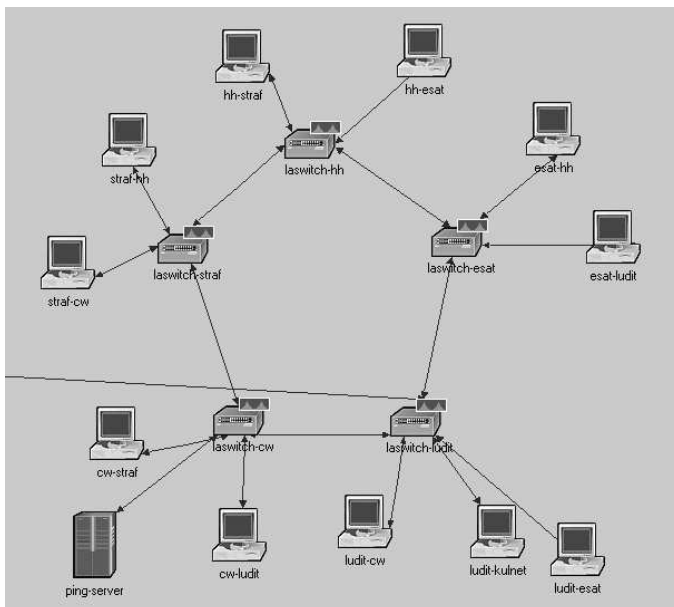 hh-straf
hh-esat
laswitch-hh
straf-hh
esat-hh
laswitch-straf
laswitch-esat
straf-cw
esat-ludit
laswitch-cw
laswitch-ludit
cw-straf
ping-server
cw-ludit
ludit-cw
ludit-kulnet
ludit-esat